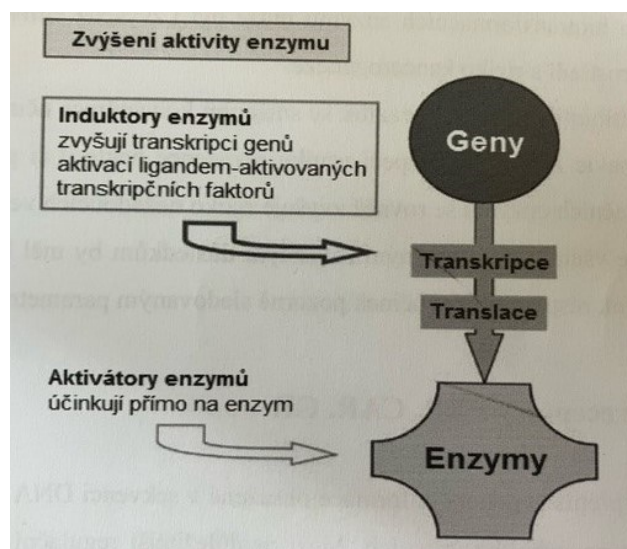 Zvýšení aktivity enzymu
Induktory enzymů
zvyšují transkripci genů
aktivací ligandem-aktivovaných
transkripčních faktorů
Geny
Transkripce
Translace
Aktivátory enzymů
účinkují přímo na enzym
Enzymy